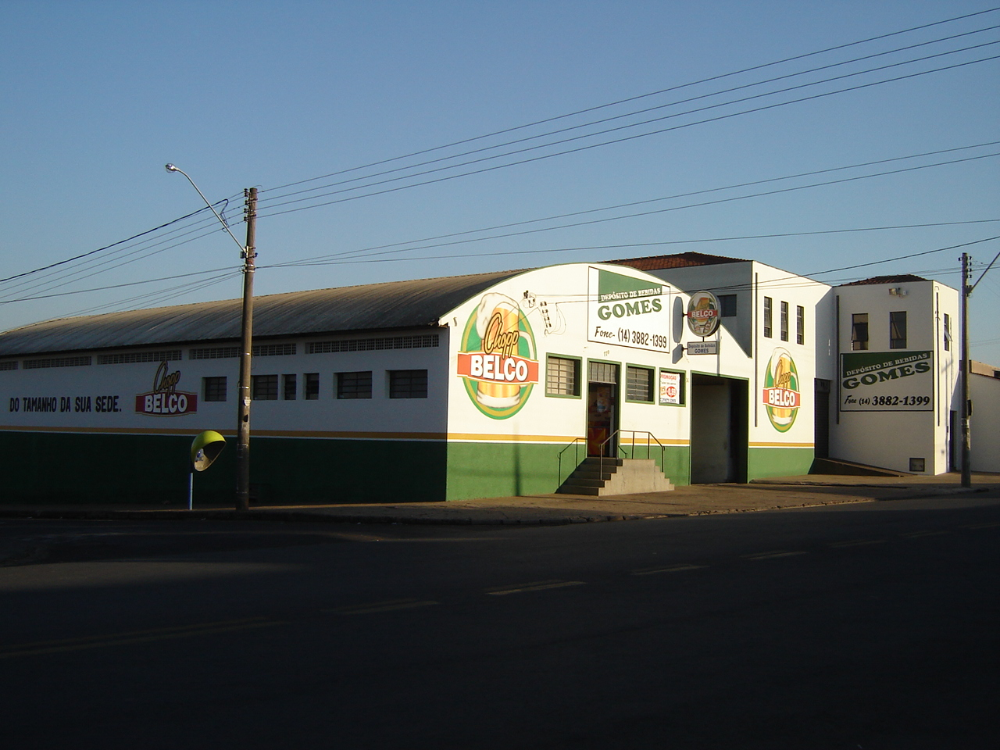 DO TAMANHO DA SUA SEDE.
Chopp
BELCO
Chopp
BELCO
DEPÓSITO DE BEBIDAS
GOMES
Fone- (14) 3882-1399
BELCO
Depósito de Bebidas
GOMES
PROMOÇÃO
Chopp
BELCO
DEPÓSITO DE BEBIDAS
GOMES
Fone (14) 3882-1399